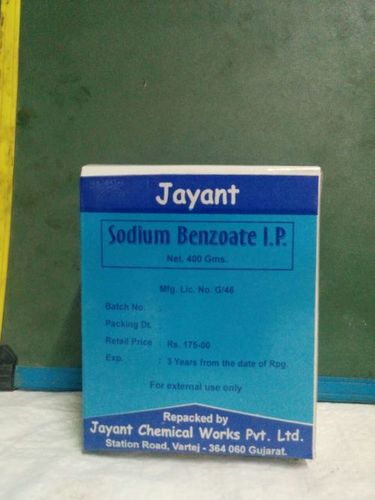 Jayant
Sodium Benzoate I.P.
Net. 400 Gms.
Mfg. Lic. No. G/46
Batch No. :
Packing Dt. :
Retail Price : Rs. 175-00
Exp. : 3 Years from the date of Rpg.
For external use only
Repacked by
Jayant Chemical Works Pvt. Ltd.
Station Road, Vartej - 364 060 Gujarat.